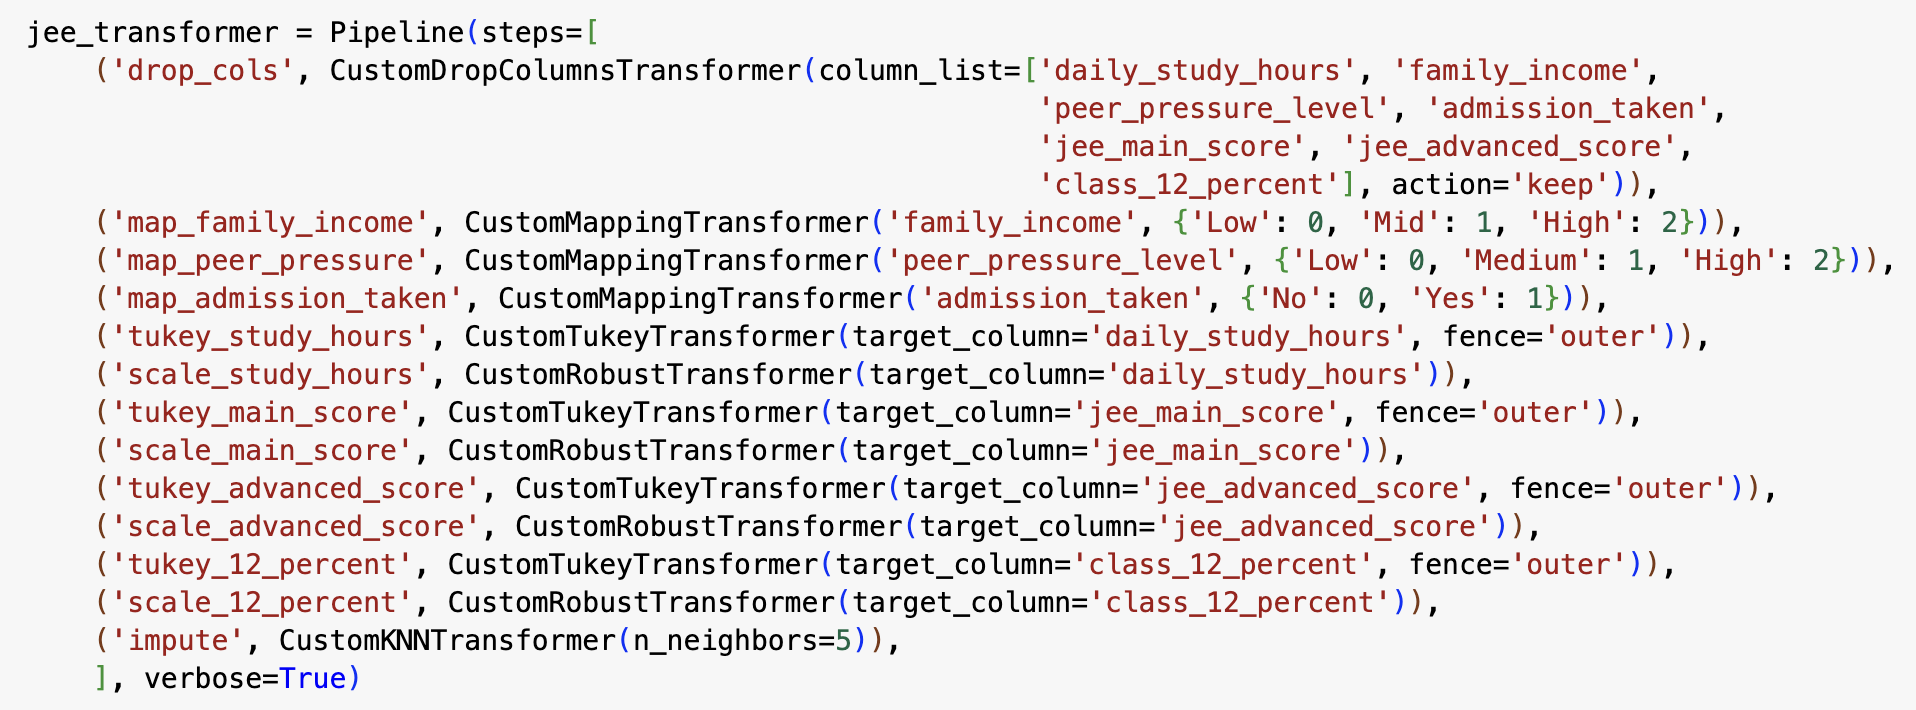 jee_transformer = Pipeline(steps=[
    ('drop_cols', CustomDropColumnsTransformer(column_list=['daily_study_hours', 'family_income',
                                                            'peer_pressure_level', 'admission_taken',
                                                            'jee_main_score', 'jee_advanced_score',
                                                            'class_12_percent'], action='keep')),
    ('map_family_income', CustomMappingTransformer('family_income', {'Low': 0, 'Mid': 1, 'High': 2})),
    ('map_peer_pressure', CustomMappingTransformer('peer_pressure_level', {'Low': 0, 'Medium': 1, 'High': 2})),
    ('map_admission_taken', CustomMappingTransformer('admission_taken', {'No': 0, 'Yes': 1})),
    ('tukey_study_hours', CustomTukeyTransformer(target_column='daily_study_hours', fence='outer')),
    ('scale_study_hours', CustomRobustTransformer(target_column='daily_study_hours')),
    ('tukey_main_score', CustomTukeyTransformer(target_column='jee_main_score', fence='outer')),
    ('scale_main_score', CustomRobustTransformer(target_column='jee_main_score')),
    ('tukey_advanced_score', CustomTukeyTransformer(target_column='jee_advanced_score', fence='outer')),
    ('scale_advanced_score', CustomRobustTransformer(target_column='jee_advanced_score')),
    ('tukey_12_percent', CustomTukeyTransformer(target_column='class_12_percent', fence='outer')),
    ('scale_12_percent', CustomRobustTransformer(target_column='class_12_percent')),
    ('impute', CustomKNNTransformer(n_neighbors=5)),
    ], verbose=True)